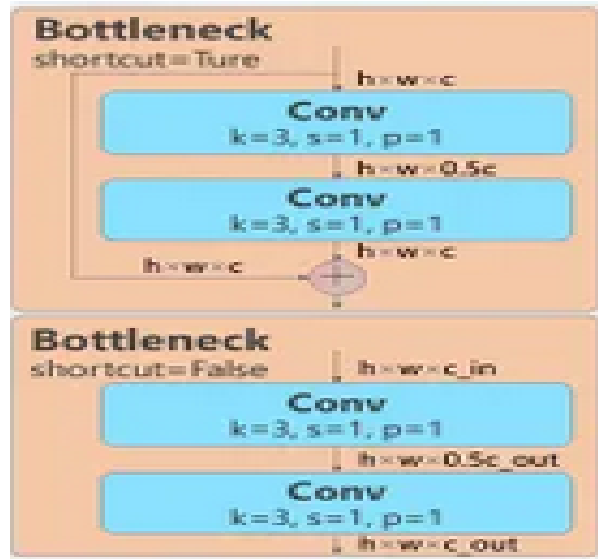 Bottleneck
shortcut=Ture
h×w×c
Conv
k=3, s=1, p=1
h×w×0.5c
Conv
k=3, s=1, p=1
h×w×c
h×w×c
+
Bottleneck
shortcut=False
h×w×c_in
Conv
k=3, s=1, p=1
h×w×0.5c_out
Conv
k=3, s=1, p=1
h×w×c_out